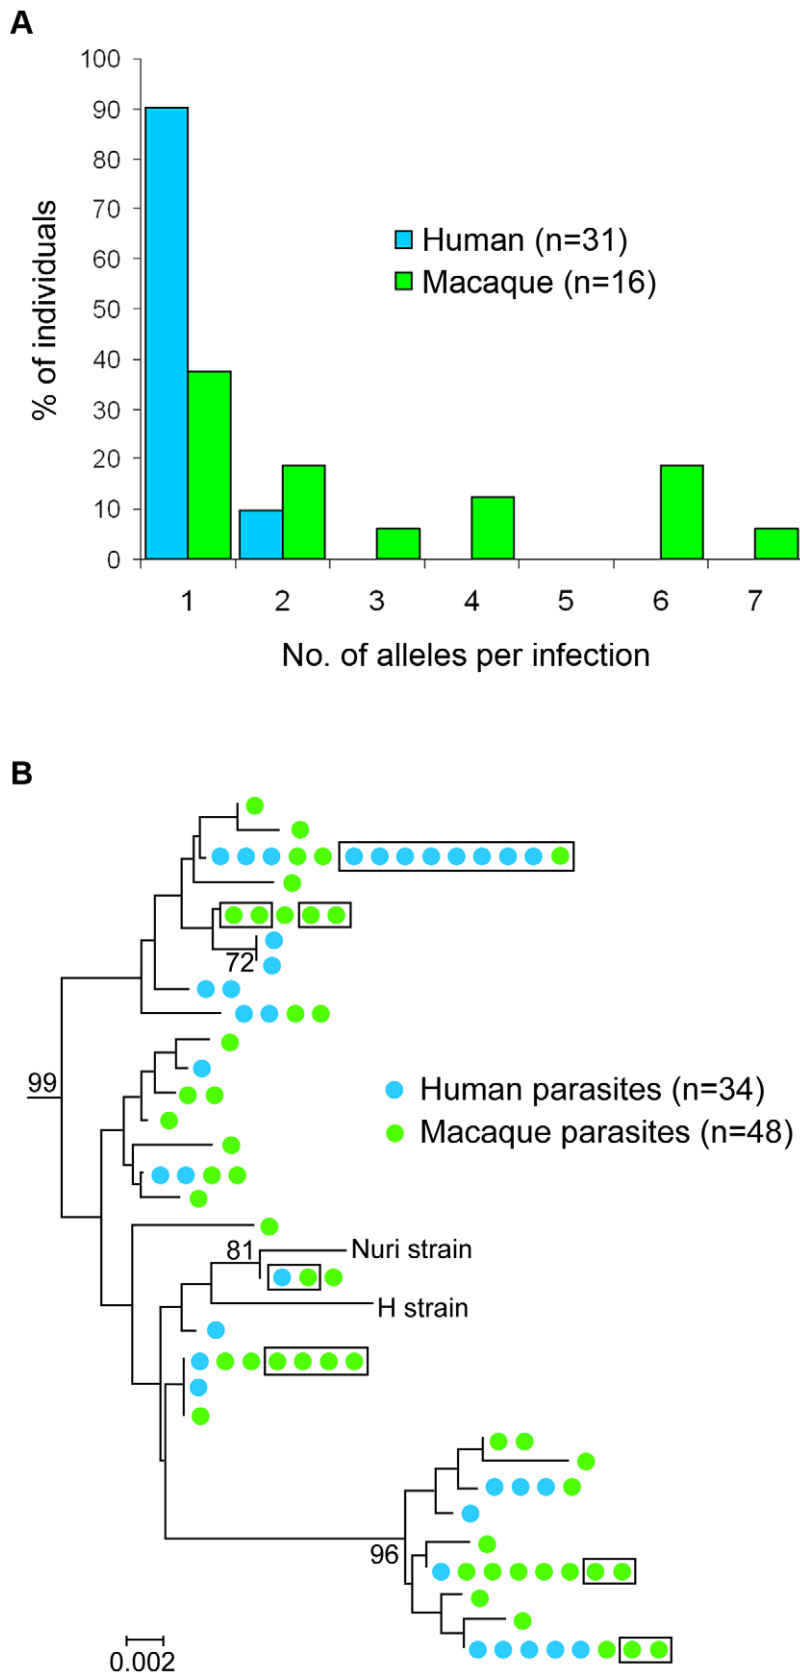 A
100
90
80
70
60
50
40
30
20
10
0
% of individuals
Human (n=31)
Macaque (n=16)
1 2 3 4 5 6 7
No. of alleles per infection
B
72
99
Human parasites (n=34)
Macaque parasites (n=48)
81
Nuri strain
H strain
96
0.002